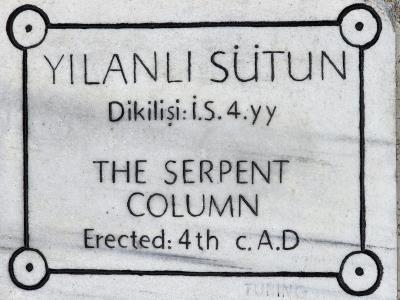 YILANLI SÜTUN
Dikilişi: İ.S. 4. yy
THE SERPENT
COLUMN
Erected: 4th c. A.D